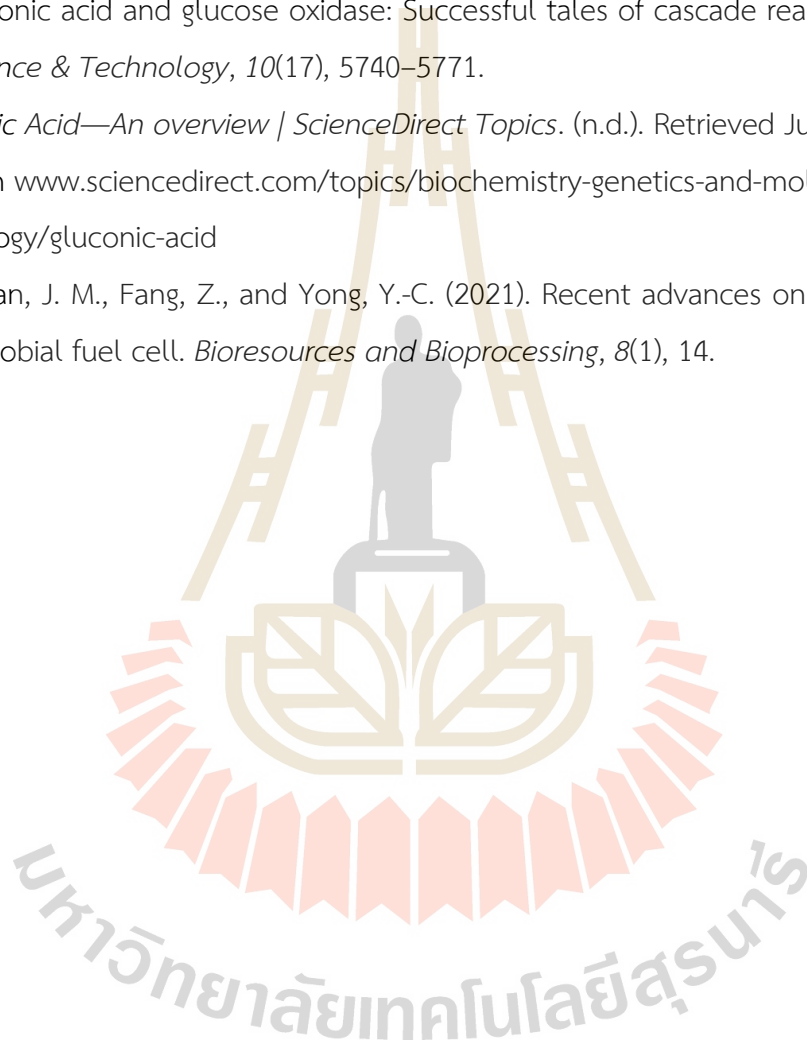 onic acid and glucose oxidase: Successful tales of cascade rea
nce & Technology, 10(17), 5740–5771.
ic Acid—An overview | ScienceDirect Topics. (n.d.). Retrieved Ju
www.sciencedirect.com/topics/biochemistry-genetics-and-mol
ogy/gluconic-acid
an, J. M., Fang, Z., and Yong, Y.-C. (2021). Recent advances on
obial fuel cell. Bioresources and Bioprocessing, 8(1), 14.
มหาวิทยาลัยเทคโนโลยีสุรนารี